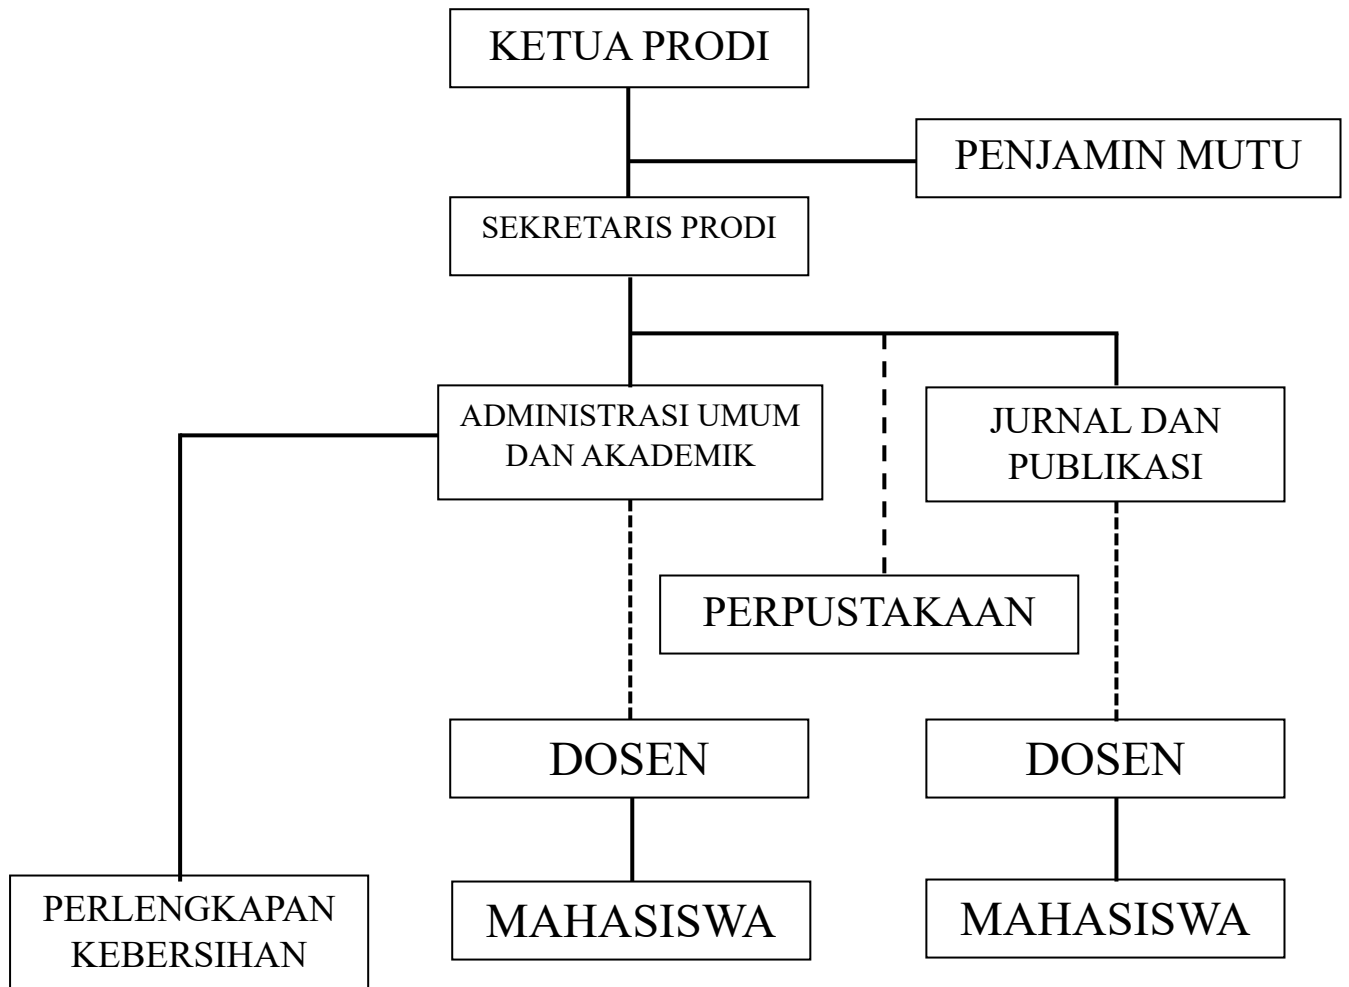 KETUA PRODI
PENJAMIN MUTU
SEKRETARIS PRODI
ADMINISTRASI UMUM
DAN AKADEMIK
JURNAL DAN
PUBLIKASI
PERPUSTAKAAN
DOSEN
DOSEN
PERLENGKAPAN
KEBERSIHAN
MAHASISWA
MAHASISWA